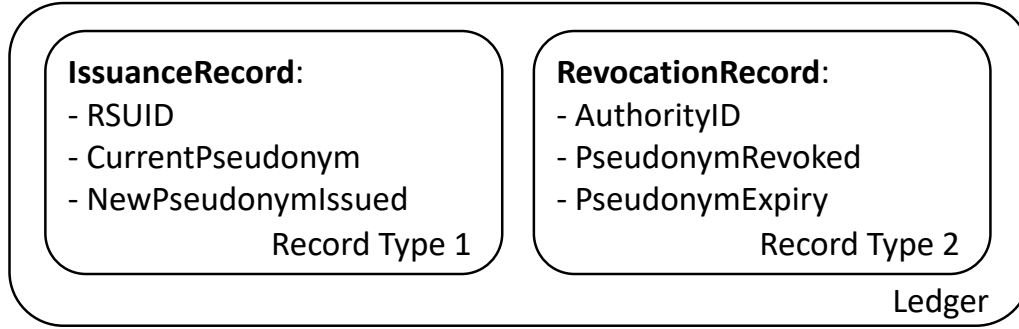 IssuanceRecord:
- RSUID
- CurrentPseudonym
- NewPseudonymIssued
Record Type 1
RevocationRecord:
- AuthorityID
- PseudonymRevoked
- PseudonymExpiry
Record Type 2
Ledger